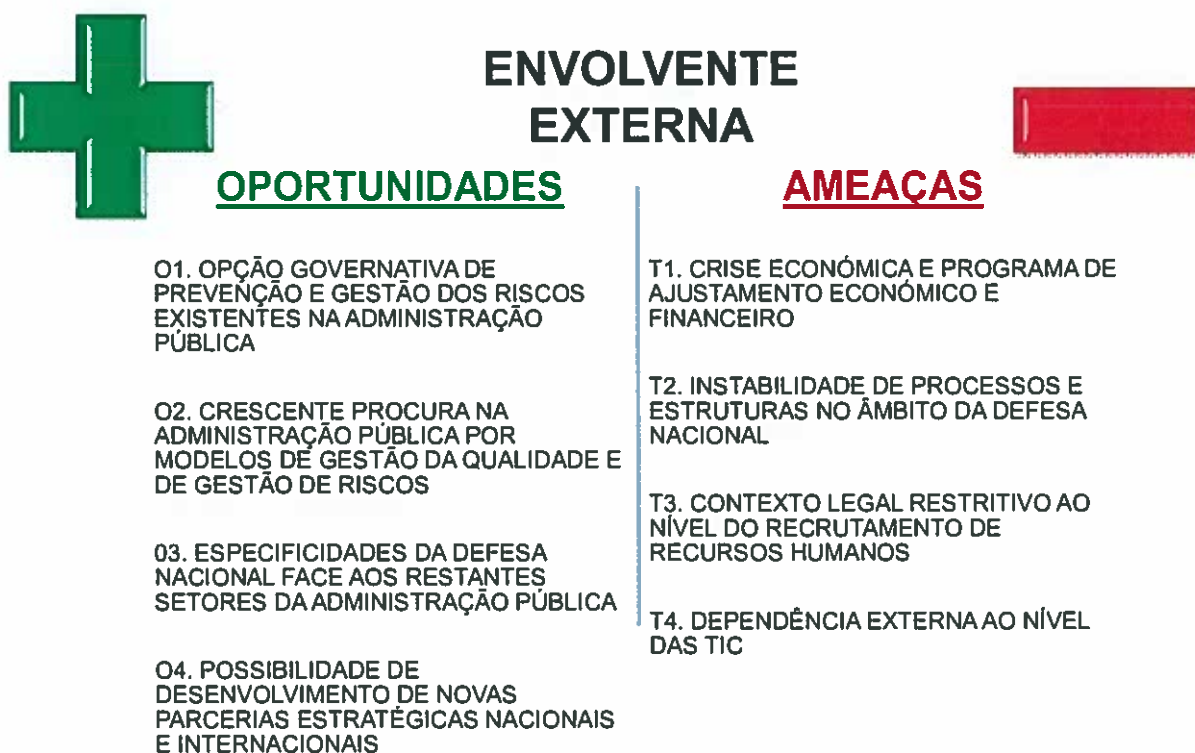 ENVOLVENTE
EXTERNA
OPORTUNIDADES
O1. OPÇÃO GOVERNATIVA DE
PREVENÇÃO E GESTÃO DOS RISCOS
EXISTENTES NA ADMINISTRAÇÃO
PÚBLICA
O2. CRESCENTE PROCURA NA
ADMINISTRAÇÃO PÚBLICA POR
MODELOS DE GESTÃO DA QUALIDADE E
DE GESTÃO DE RISCOS
03. ESPECIFICIDADES DA DEFESA
NACIONAL FACE AOS RESTANTES
SETORES DA ADMINISTRAÇÃO PÚBLICA
O4. POSSIBILIDADE DE
DESENVOLVIMENTO DE NOVAS
PARCERIAS ESTRATÉGICAS NACIONAIS
E INTERNACIONAIS
AMEAÇAS
T1. CRISE ECONÓMICA E PROGRAMA DE
AJUSTAMENTO ECONÓMICO E
FINANCEIRO
T2. INSTABILIDADE DE PROCESSOS E
ESTRUTURAS NO ÂMBITO DA DEFESA
NACIONAL
T3. CONTEXTO LEGAL RESTRITIVO AO
NÍVEL DO RECRUTAMENTO DE
RECURSOS HUMANOS
T4. DEPENDÊNCIA EXTERNA AO NÍVEL
DAS TIC